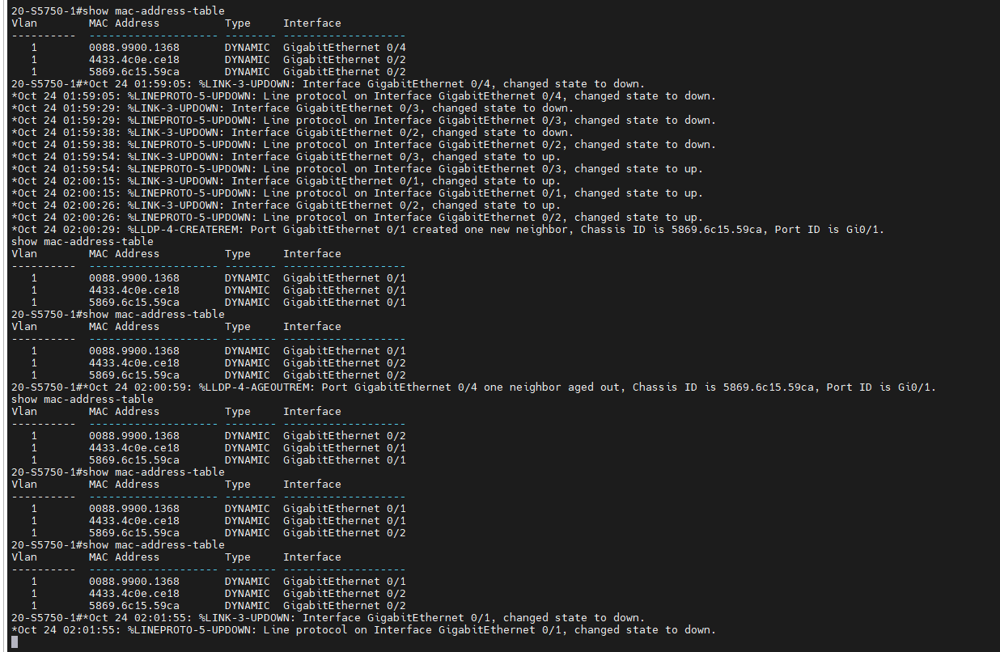 20-S5750-1#show mac-address-table
Vlan        MAC Address          Type     Interface
----------  -------------------- -------- -------------------
   1        0088.9900.1368       DYNAMIC  GigabitEthernet 0/4
   1        4433.4c0e.ce18       DYNAMIC  GigabitEthernet 0/2
   1        5869.6c15.59ca       DYNAMIC  GigabitEthernet 0/2
20-S5750-1#*Oct 24 01:59:05: %LINK-3-UPDOWN: Interface GigabitEthernet 0/4, changed state to down.
*Oct 24 01:59:05: %LINEPROTO-5-UPDOWN: Line protocol on Interface GigabitEthernet 0/4, changed state to down.
*Oct 24 01:59:29: %LINK-3-UPDOWN: Interface GigabitEthernet 0/3, changed state to down.
*Oct 24 01:59:29: %LINEPROTO-5-UPDOWN: Line protocol on Interface GigabitEthernet 0/3, changed state to down.
*Oct 24 01:59:38: %LINK-3-UPDOWN: Interface GigabitEthernet 0/2, changed state to down.
*Oct 24 01:59:38: %LINEPROTO-5-UPDOWN: Line protocol on Interface GigabitEthernet 0/2, changed state to down.
*Oct 24 01:59:54: %LINK-3-UPDOWN: Interface GigabitEthernet 0/3, changed state to up.
*Oct 24 01:59:54: %LINEPROTO-5-UPDOWN: Line protocol on Interface GigabitEthernet 0/3, changed state to up.
*Oct 24 02:00:15: %LINK-3-UPDOWN: Interface GigabitEthernet 0/1, changed state to up.
*Oct 24 02:00:15: %LINEPROTO-5-UPDOWN: Line protocol on Interface GigabitEthernet 0/1, changed state to up.
*Oct 24 02:00:26: %LINK-3-UPDOWN: Interface GigabitEthernet 0/2, changed state to up.
*Oct 24 02:00:26: %LINEPROTO-5-UPDOWN: Line protocol on Interface GigabitEthernet 0/2, changed state to up.
*Oct 24 02:00:29: %LLDP-4-CREATEREM: Port GigabitEthernet 0/1 created one new neighbor, Chassis ID is 5869.6c15.59ca, Port ID is Gi0/1.
show mac-address-table
Vlan        MAC Address          Type     Interface
----------  -------------------- -------- -------------------
   1        0088.9900.1368       DYNAMIC  GigabitEthernet 0/1
   1        4433.4c0e.ce18       DYNAMIC  GigabitEthernet 0/1
   1        5869.6c15.59ca       DYNAMIC  GigabitEthernet 0/1
20-S5750-1#show mac-address-table
Vlan        MAC Address          Type     Interface
----------  -------------------- -------- -------------------
   1        0088.9900.1368       DYNAMIC  GigabitEthernet 0/1
   1        4433.4c0e.ce18       DYNAMIC  GigabitEthernet 0/2
   1        5869.6c15.59ca       DYNAMIC  GigabitEthernet 0/2
20-S5750-1#*Oct 24 02:00:59: %LLDP-4-AGEOUTREM: Port GigabitEthernet 0/4 one neighbor aged out, Chassis ID is 5869.6c15.59ca, Port ID is Gi0/1.
show mac-address-table
Vlan        MAC Address          Type     Interface
----------  -------------------- -------- -------------------
   1        0088.9900.1368       DYNAMIC  GigabitEthernet 0/2
   1        4433.4c0e.ce18       DYNAMIC  GigabitEthernet 0/1
   1        5869.6c15.59ca       DYNAMIC  GigabitEthernet 0/1
20-S5750-1#show mac-address-table
Vlan        MAC Address          Type     Interface
----------  -------------------- -------- -------------------
   1        0088.9900.1368       DYNAMIC  GigabitEthernet 0/1
   1        4433.4c0e.ce18       DYNAMIC  GigabitEthernet 0/1
   1        5869.6c15.59ca       DYNAMIC  GigabitEthernet 0/2
20-S5750-1#show mac-address-table
Vlan        MAC Address          Type     Interface
----------  -------------------- -------- -------------------
   1        0088.9900.1368       DYNAMIC  GigabitEthernet 0/1
   1        4433.4c0e.ce18       DYNAMIC  GigabitEthernet 0/2
   1        5869.6c15.59ca       DYNAMIC  GigabitEthernet 0/2
20-S5750-1#*Oct 24 02:01:55: %LINK-3-UPDOWN: Interface GigabitEthernet 0/1, changed state to down.
*Oct 24 02:01:55: %LINEPROTO-5-UPDOWN: Line protocol on Interface GigabitEthernet 0/1, changed state to down.